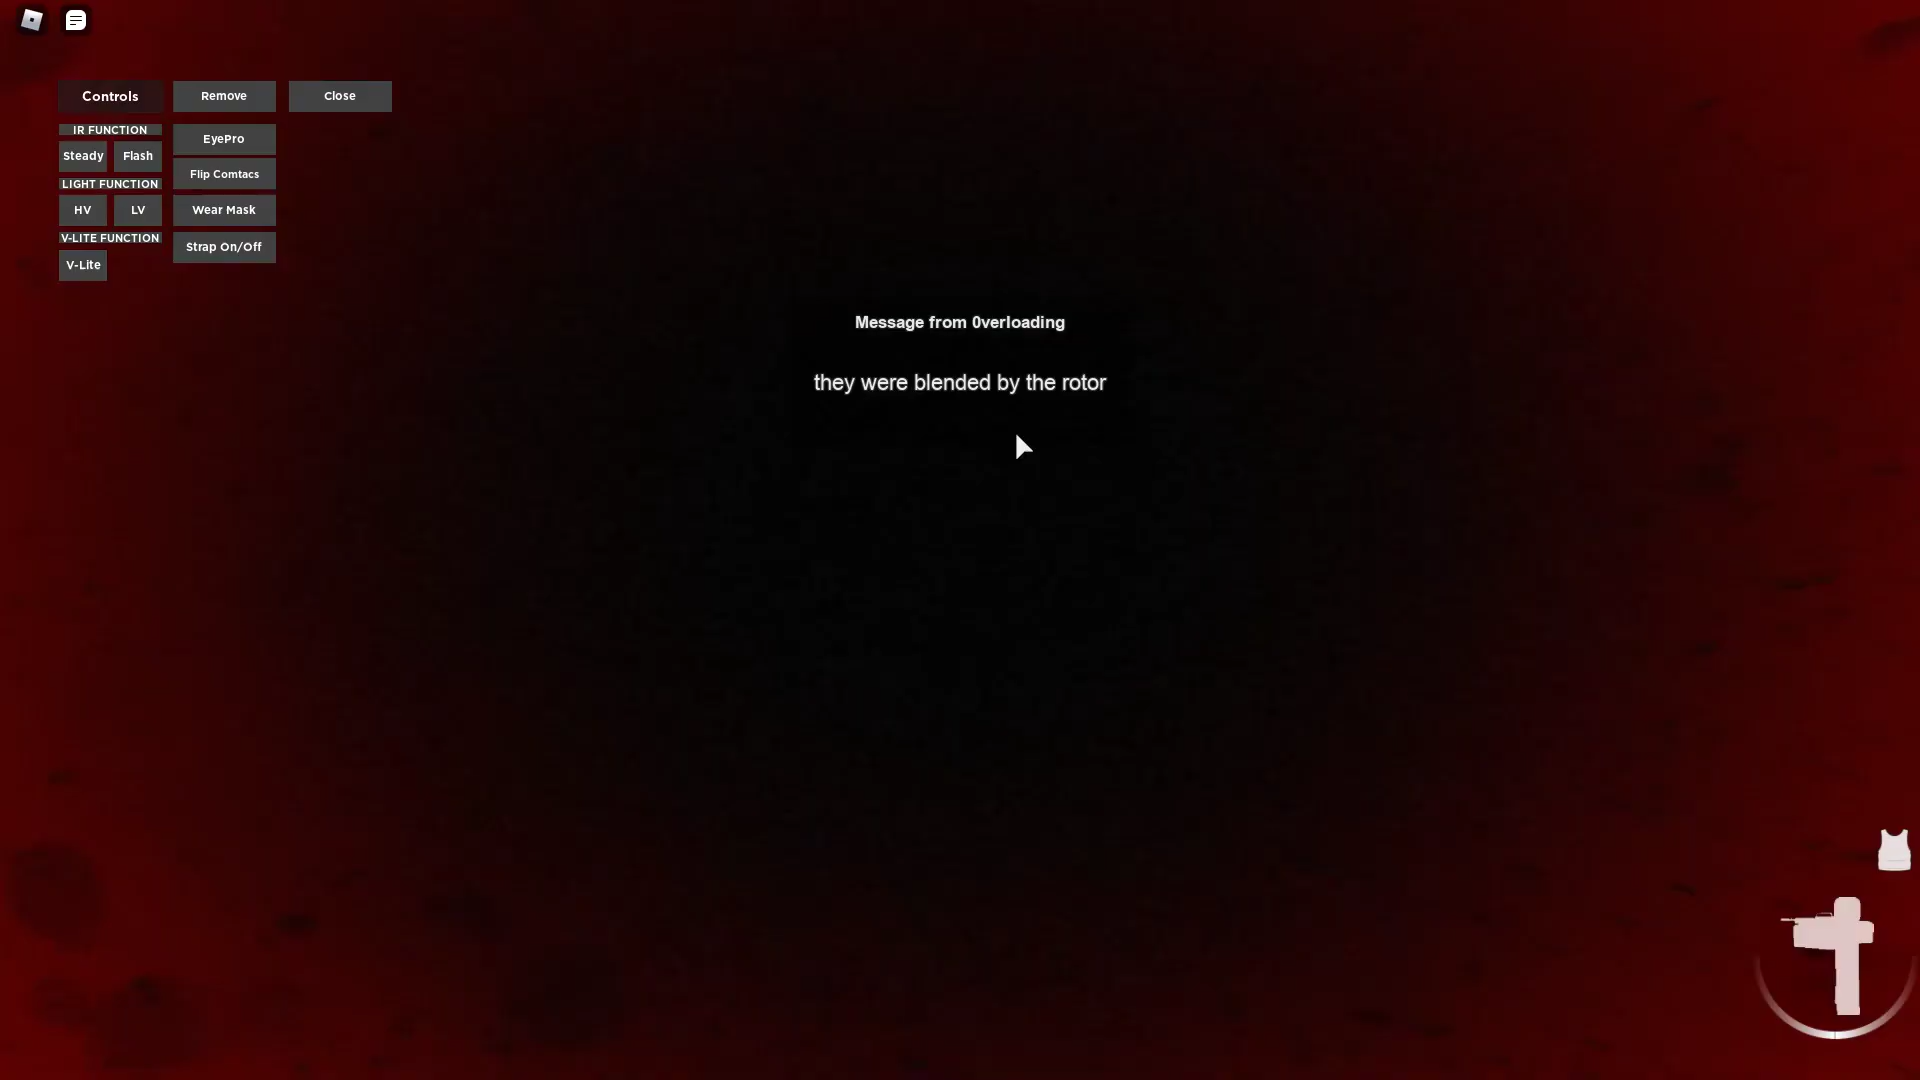 Controls
Remove
Close
IR FUNCTION
EyePro
Steady
Flash
Flip Comtacs
LIGHT FUNCTION
HV
LV
Wear Mask
V-LITE FUNCTION
Strap On/Off
V-Lite
Message from 0verloading
they were blended by the rotor